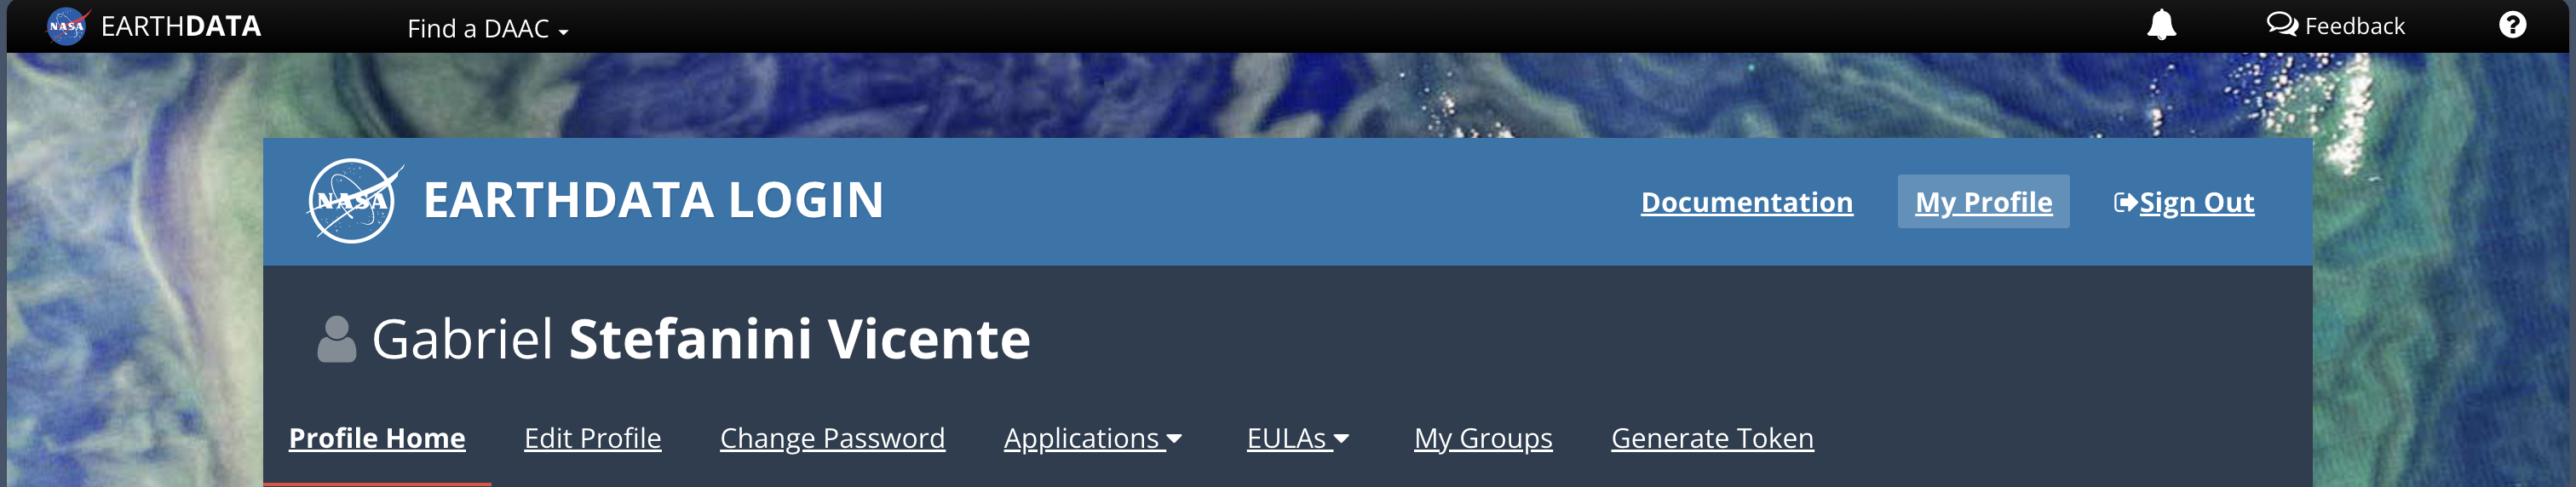 NASA EARTHDATA Find a DAAC Feedback ?
NASA EARTHDATA LOGIN Documentation My Profile Sign Out
Gabriel Stefanini Vicente
Profile Home Edit Profile Change Password Applications EULAs My Groups Generate Token